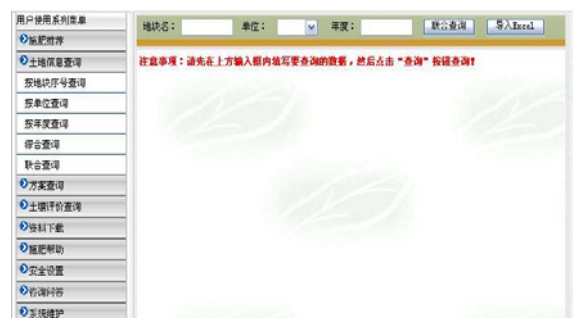 用户使用系列菜单
施肥推荐
土地信息查询
按地块序号查询
按单位查询
按年度查询
综合查询
联合查询
方案查询
土壤评价查询
资料下载
施肥帮助
安全设置
咨询问答
系统维护
地块名： 单位： 年度： 联合查询 导入Excel
注意事项：请先在上方输入框内填写要查询的数据，然后点击“查询”按钮查询！